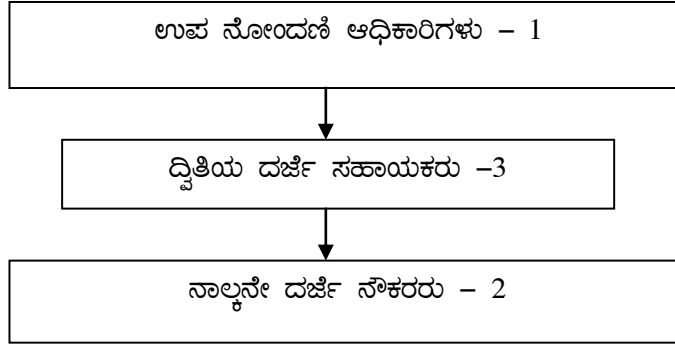 ಉಪ ನೋಂದಣಿ ಆಧಿಕಾರಿಗಳು – 1
ದ್ವಿತಿಯ ದರ್ಜೆ ಸಹಾಯಕರು –3
ನಾಲ್ಕನೇ ದರ್ಜೆ ನೌಕರರು – 2